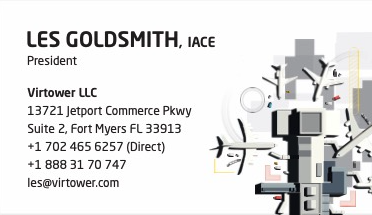 LES GOLDSMITH, IACE
President
Virtower LLC
13721 Jetport Commerce Pkwy
Suite 2, Fort Myers FL 33913
+1 702 465 6257 (Direct)
+1 888 31 70 747
les@virtower.com